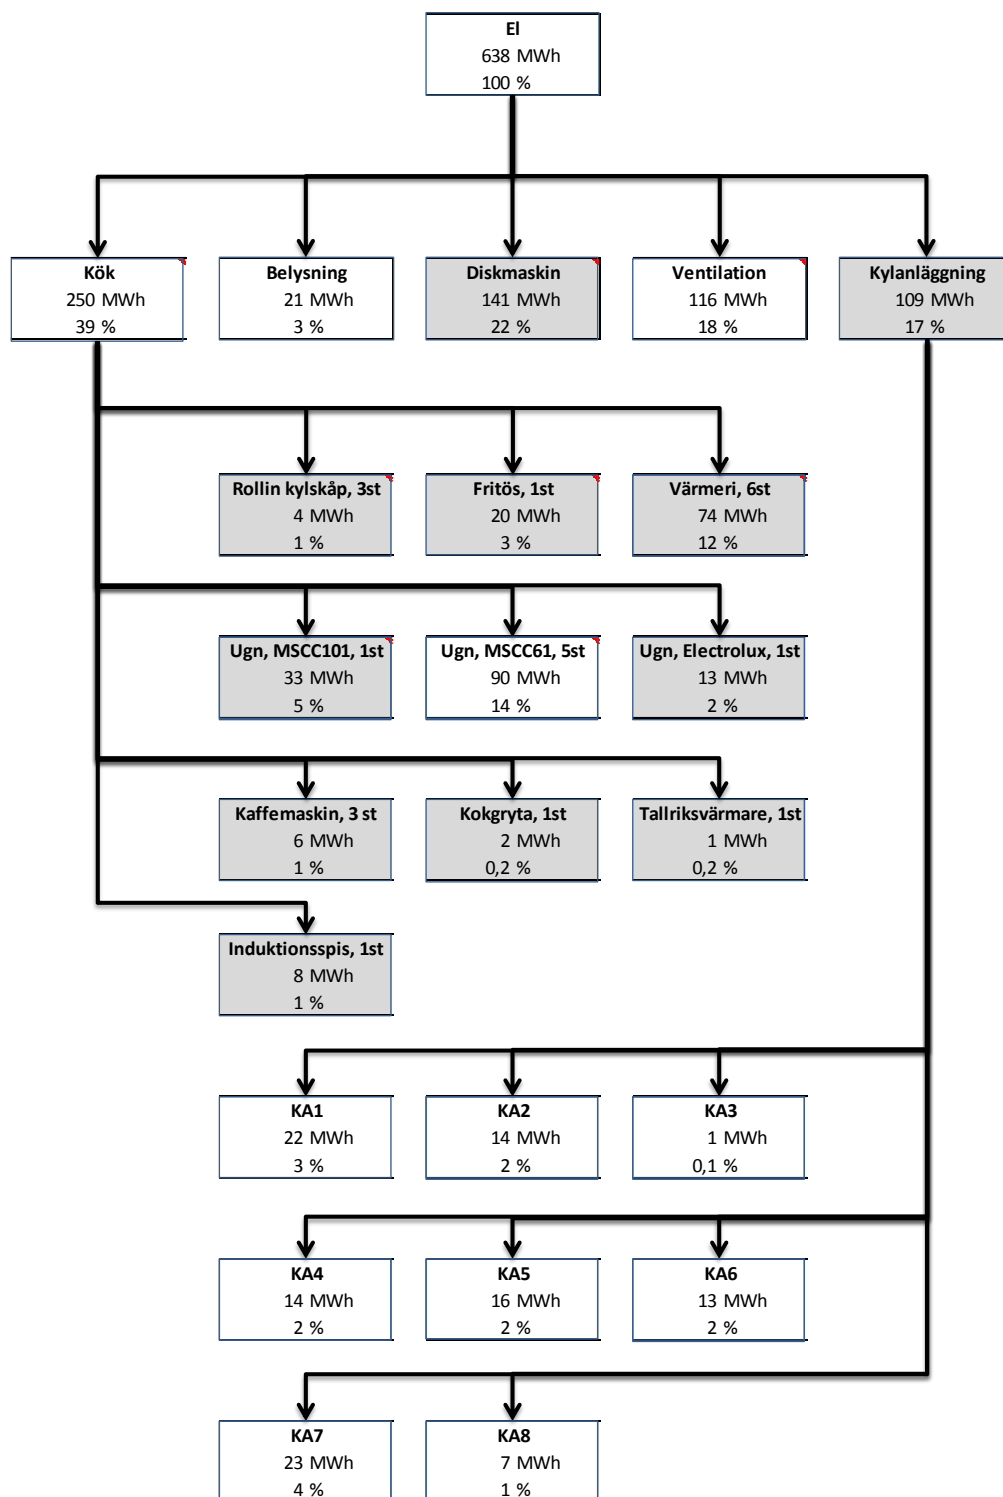 El
638 MWh
100 %
Kök
250 MWh
39 %
Belysning
21 MWh
3 %
Diskmaskin
141 MWh
22 %
Ventilation
116 MWh
18 %
Kylanläggning
109 MWh
17 %
Rollin kylskåp, 3st
4 MWh
1 %
Fritös, 1st
20 MWh
3 %
Värmeri, 6st
74 MWh
12 %
Ugn, MSCC101, 1st
33 MWh
5 %
Ugn, MSCC61, 5st
90 MWh
14 %
Ugn, Electrolux, 1st
13 MWh
2 %
Kaffemaskin, 3 st
6 MWh
1 %
Kokgryta, 1st
2 MWh
0,2 %
Tallriksvärmare, 1st
1 MWh
0,2 %
Induktionsspis, 1st
8 MWh
1 %
KA1
22 MWh
3 %
KA2
14 MWh
2 %
KA3
1 MWh
0,1 %
KA4
14 MWh
2 %
KA5
16 MWh
2 %
KA6
13 MWh
2 %
KA7
23 MWh
4 %
KA8
7 MWh
1 %